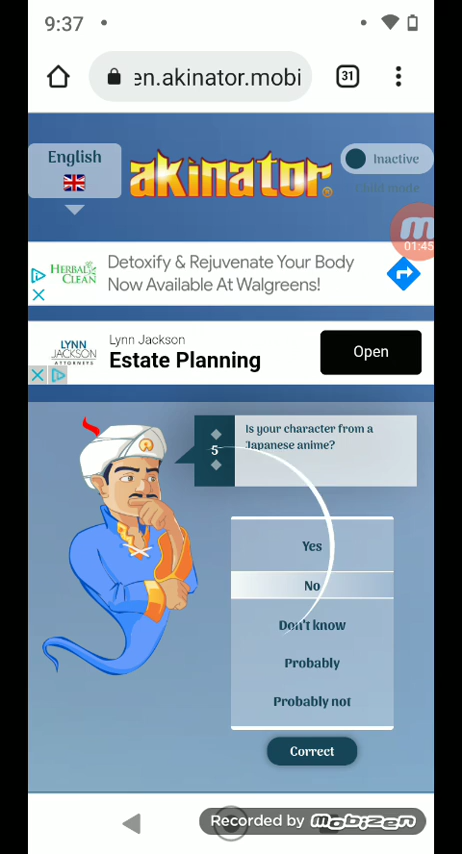 9:37
en.akinator.mobi
31
English
akinator
Inactive
Child mode
01:45
HERBAL CLEAN
Detoxify & Rejuvenate Your Body
Now Available At Walgreens!
LYNN
JACKSON
ATTORNEYS
Lynn Jackson
Estate Planning
Open
5
Is your character from a
Japanese anime?
Yes
No
Don't know
Probably
Probably not
Correct
Recorded by mobizen